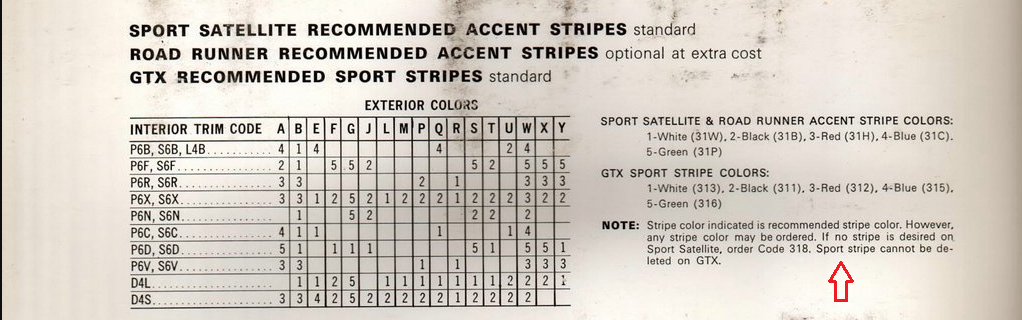 SPORT SATELLITE RECOMMENDED ACCENT STRIPES standard
ROAD RUNNER RECOMMENDED ACCENT STRIPES optional at extra cost
GTX RECOMMENDED SPORT STRIPES standard
EXTERIOR COLORS
INTERIOR TRIM CODE A B E F G J L M P Q R S T U W X Y
P6B, S6B, L4B.......... 4 1 4 4 2 4
P6F, S6F............... 2 1 5 5 2 5 2 5 5 5
P6R, S6R............... 3 3 2 1 3 3 3
P6X, S6X............... 3 3 1 2 5 2 1 2 2 2 1 2 2 2 3 2 2
P6N, S6N............... 1 5 2 2 2 2
P6C, S6C............... 4 1 1 1 1 4
P6D, S6D............... 5 1 1 1 1 5 1 5 5 1
P6V, S6V............... 3 3 1 1 3 3 3
D4L.................... 1 1 2 5 1 1 1 1 1 1 1 2 2 2 1
D4S.................... 3 3 4 2 5 2 2 2 2 2 1 2 2 2 2
SPORT SATELLITE & ROAD RUNNER ACCENT STRIPE COLORS:
1-White (31W), 2-Black (31B), 3-Red (31H), 4-Blue (31C),
5-Green (31P)
GTX SPORT STRIPE COLORS:
1-White (313), 2-Black (311), 3-Red (312), 4-Blue (315),
5-Green (316)
NOTE: Stripe color indicated is recommended stripe color. However,
any stripe color may be ordered. If no stripe is desired on
Sport Satellite, order Code 318. Sport stripe cannot be de-
leted on GTX.